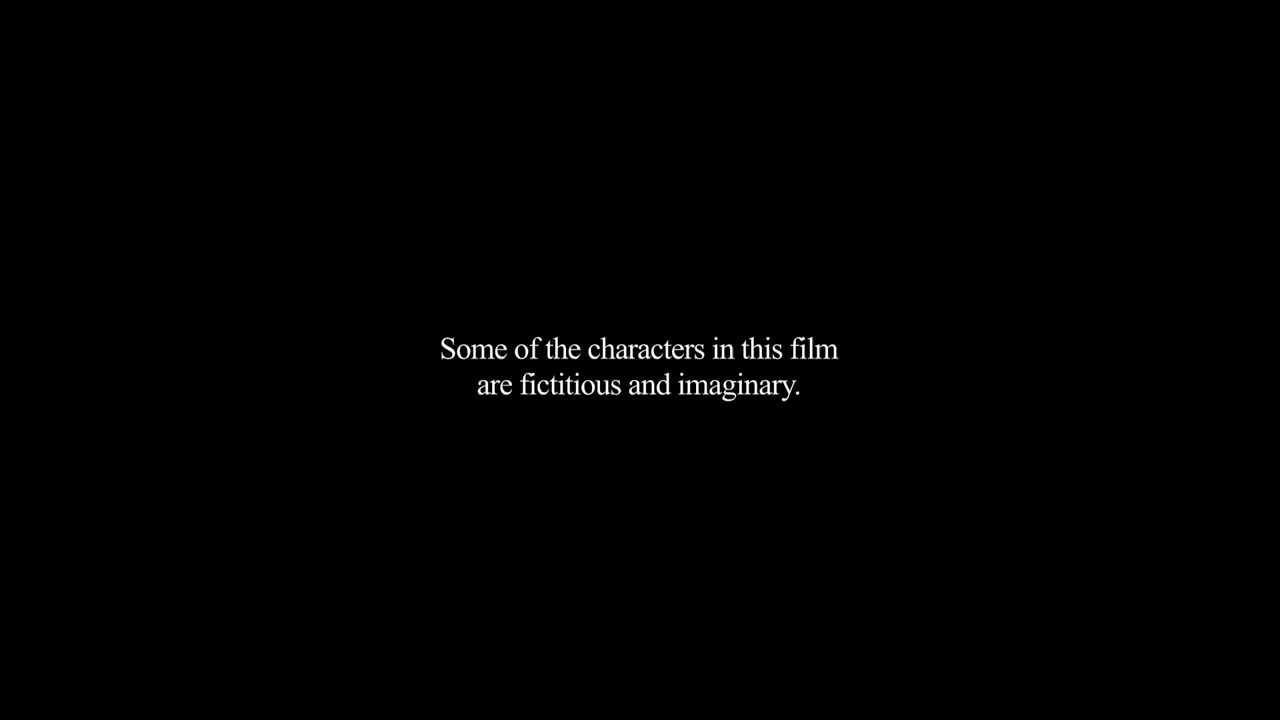 Some of the characters in this film
are fictitious and imaginary.